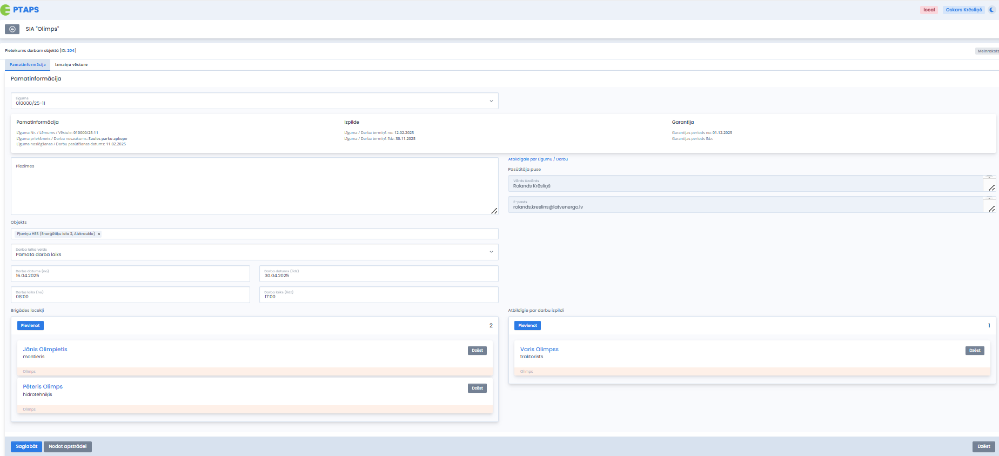 PTAPS
local
Oskars Krēsliņš
SIA "Olimps"
Pieteikums darbam objektā [ID: 204]
Melnraksts
Pamatinformācija
Izmaiņu vēsture
Pamatinformācija
Līgums
010000/25-11
Pamatinformācija
Līguma Nr. / Lēmums / Vēstule: 010000/25-11
Līguma priekšmets / Darba nosaukums: Saules parku apkope
Līguma noslēgšanas / Darbu pasūtīšanas datums: 11.02.2025
Izpilde
Līguma / Darba termiņš no: 12.02.2025
Līguma / Darba termiņš līdz: 30.11.2025
Garantija
Garantijas periods no: 01.12.2025
Garantijas periods līdz:
Piezīmes
Atbildīgaie par Līgumu / Darbu
Pasūtītāja puse
Vārds uzvārds
Rolands Krēsliņš
E-pasts
rolands.kreslins@latvenergo.lv
Objekts
Pļaviņu HES (Enerģētiķu iela 2, Aizkraukle) ×
Darba laika veids
Pamata darba laiks
Darba datums (no)
16.04.2025
Darba datums (līdz)
30.04.2025
Darba laiks (no)
08:00
Darba laiks (līdz)
17:00
Brigādes locekļi
Pievienot
2
Jānis Olimpietis
montieris
Dzēst
Olimps
Pēteris Olimps
hidrotehniķis
Dzēst
Olimps
Atbildīgie par darbu izpildi
Pievienot
1
Varis Olimpss
traktorists
Dzēst
Olimps
Saglabāt
Nodot apstrādei
Dzēst